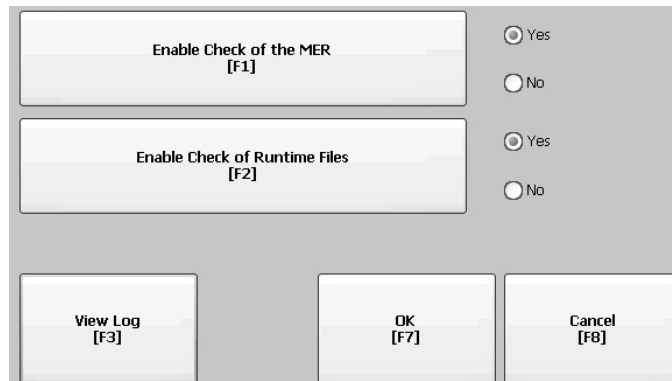 Enable Check of the MER
[F1]
Yes
No
Enable Check of Runtime Files
[F2]
Yes
No
View Log
[F3]
OK
[F7]
Cancel
[F8]